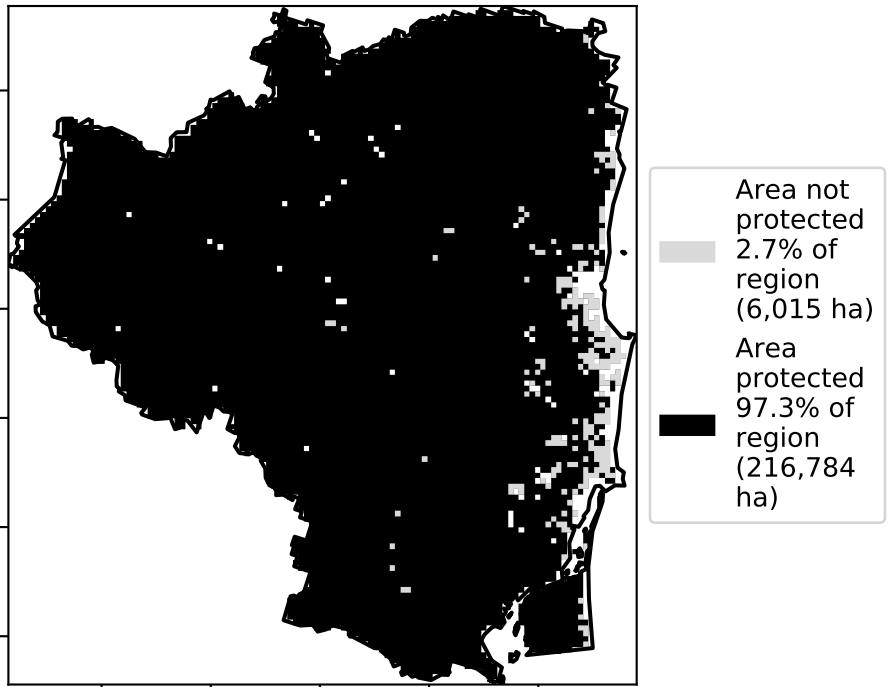 Area not
protected
2.7% of
region
(6,015 ha)
Area
protected
97.3% of
region
(216,784
ha)